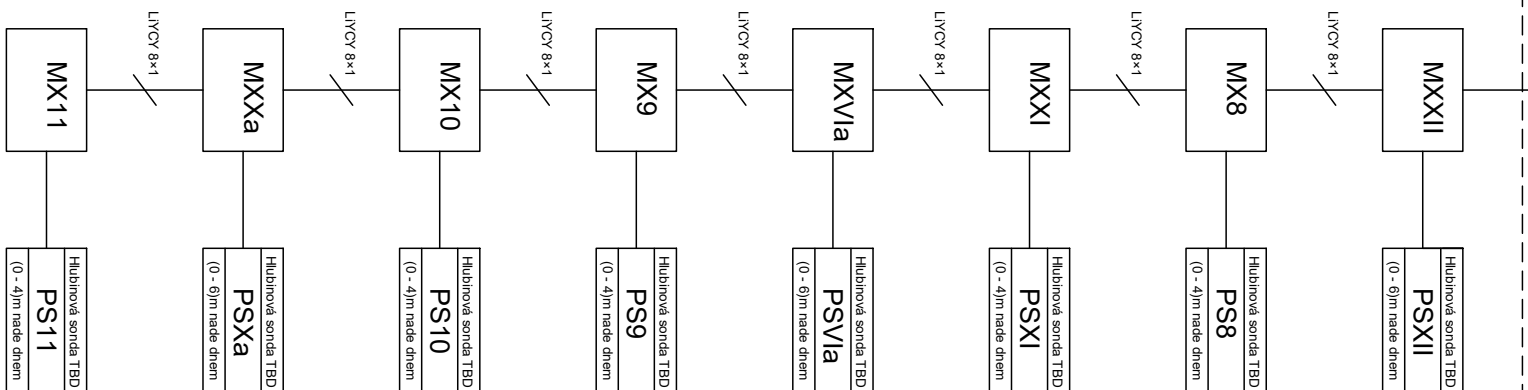 MXXII
Hlubinová sonda TBD
PSXII
(0 - 6)m nade dnem
LiYCY 8×1
MX8
Hlubinová sonda TBD
PS8
(0 - 4)m nade dnem
LiYCY 8×1
MXXI
Hlubinová sonda TBD
PSXI
(0 - 4)m nade dnem
LiYCY 8×1
MXVIa
Hlubinová sonda TBD
PSVIa
(0 - 6)m nade dnem
LiYCY 8×1
MX9
Hlubinová sonda TBD
PS9
(0 - 4)m nade dnem
LiYCY 8×1
MX10
Hlubinová sonda TBD
PS10
(0 - 4)m nade dnem
LiYCY 8×1
MXXa
Hlubinová sonda TBD
PSXa
(0 - 6)m nade dnem
LiYCY 8×1
MX11
Hlubinová sonda TBD
PS11
(0 - 4)m nade dnem